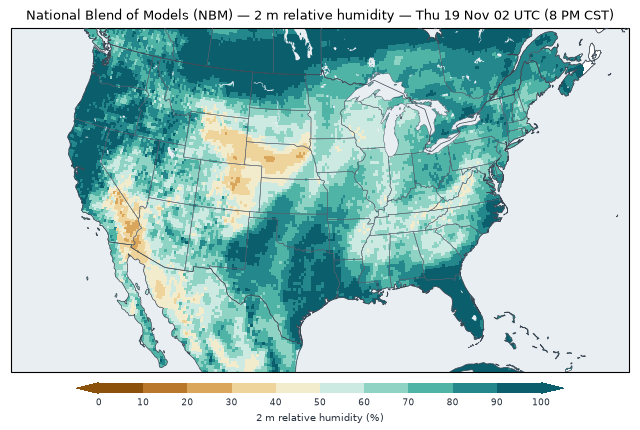 National Blend of Models (NBM) — 2 m relative humidity — Thu 19 Nov 02 UTC (8 PM CST)
0 10 20 30 40 50 60 70 80 90 100
2 m relative humidity (%)